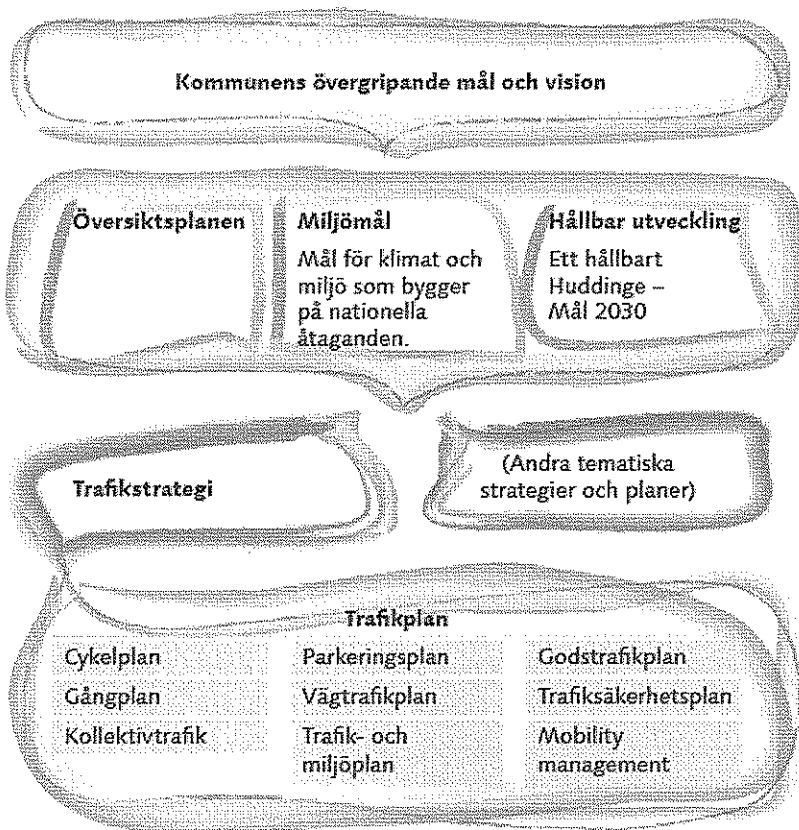 Kommunens övergripande mål och vision
Översiktsplanen
Miljömål
Mål för klimat och
miljö som bygger
på nationella
åtaganden.
Hållbar utveckling
Ett hållbart
Huddinge –
Mål 2030
Trafikstrategi
(Andra tematiska
strategier och planer)
Trafikplan
Cykelplan
Gångplan
Kollektivtrafik
Parkeringsplan
Vägtrafikplan
Trafik- och
miljöplan
Godstrafikplan
Trafiksäkerhetsplan
Mobility
management